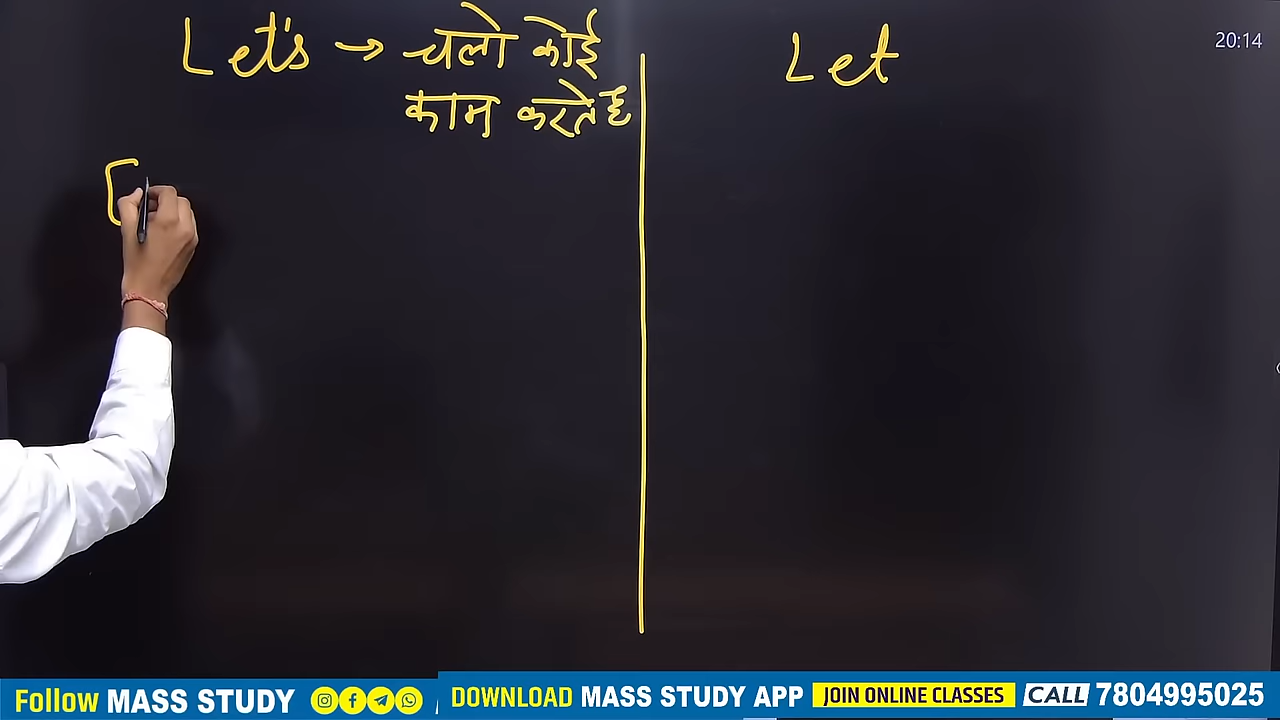 Let's → चलो कोई
काम करते है
Let
20:14
Follow MASS STUDY
DOWNLOAD MASS STUDY APP JOIN ONLINE CLASSES CALL 7804995025